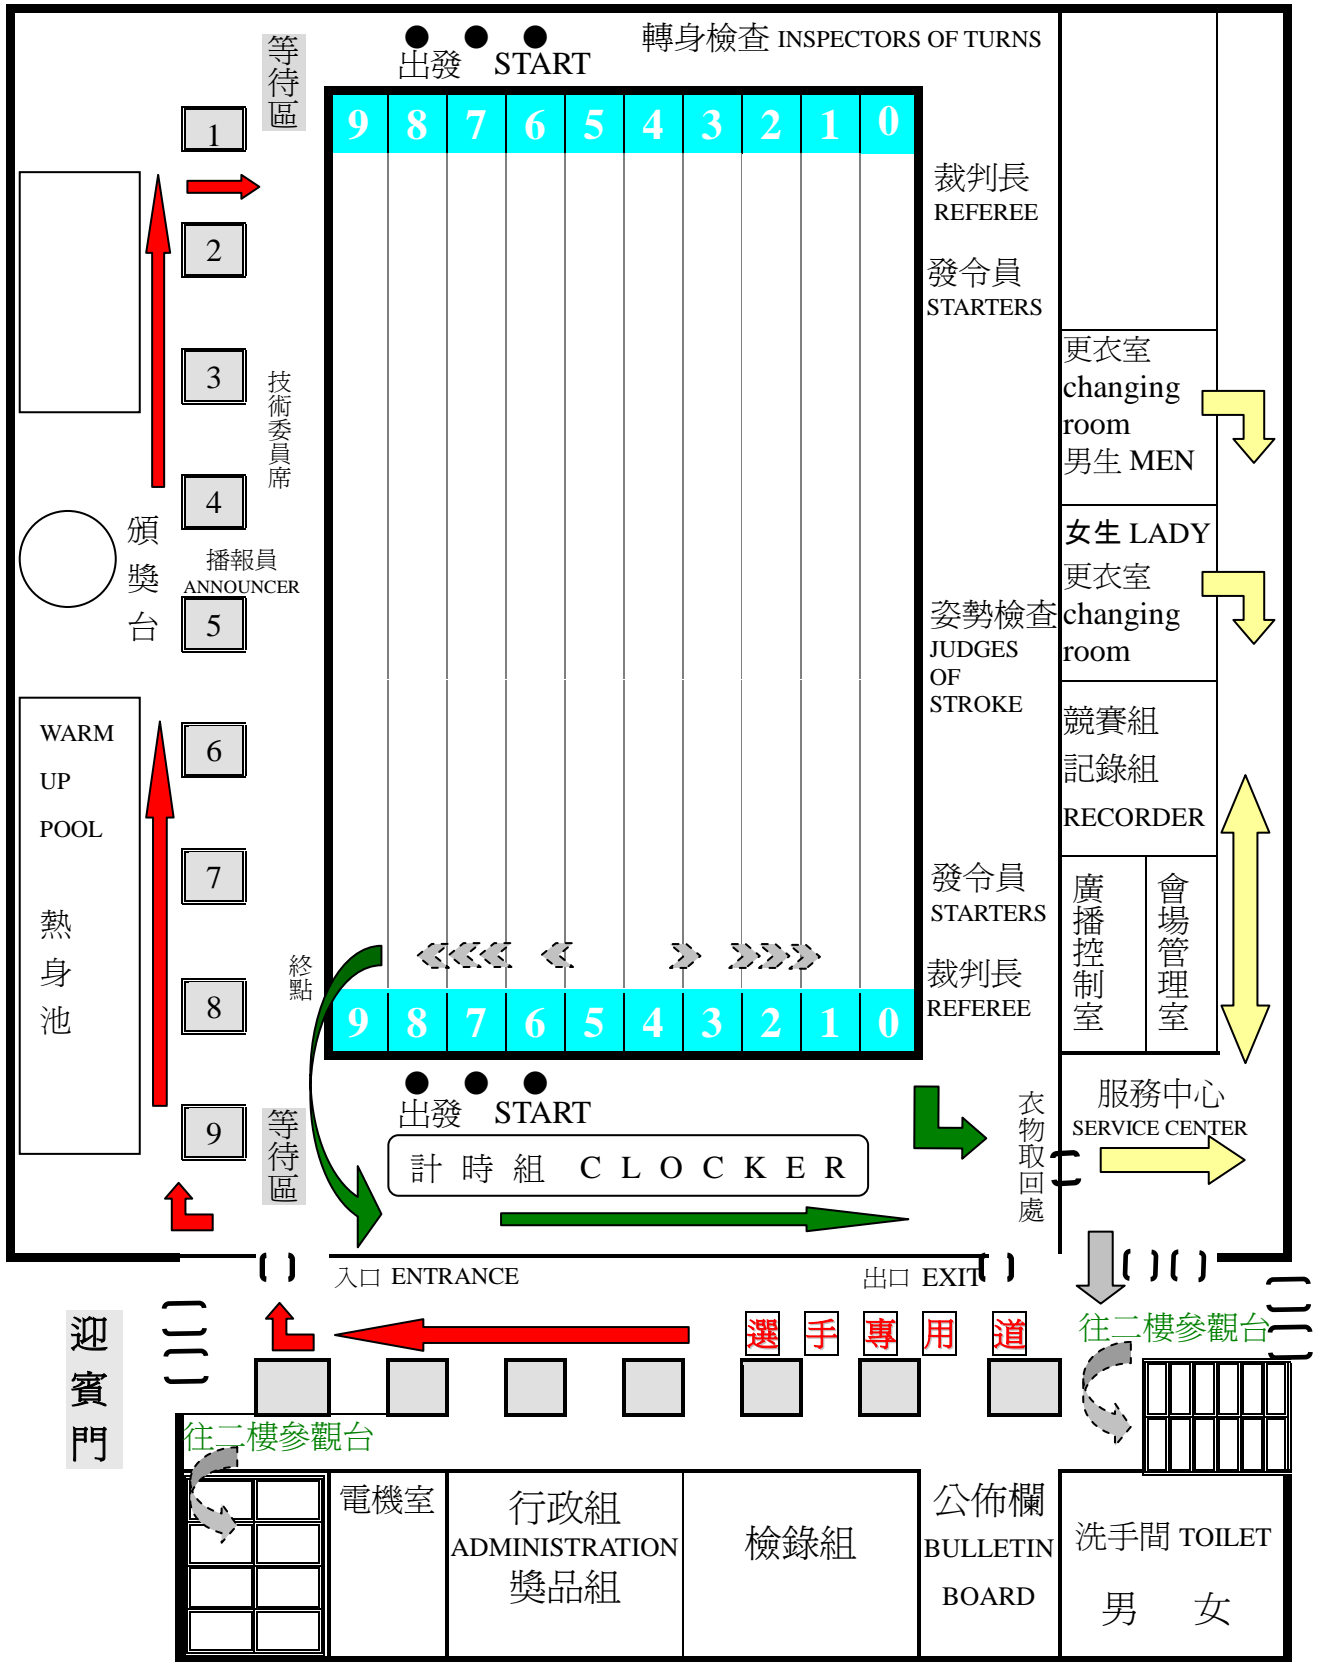 等待區
出發 START
轉身檢查 INSPECTORS OF TURNS
9 8 7 6 5 4 3 2 1 0
1
2
3
4
5
6
7
8
9
裁判長
REFEREE
發令員
STARTERS
技術委員席
頒獎台
播報員
ANNOUNCER
更衣室
changing
room
男生 MEN
女生 LADY
更衣室
changing
room
姿勢檢查
JUDGES
OF
STROKE
WARM
UP
POOL
熱身池
競賽組
記錄組
RECORDER
發令員
STARTERS
廣播控制室
會場管理室
終點
裁判長
REFEREE
9 8 7 6 5 4 3 2 1 0
等待區
出發 START
計時組 CLOCKER
衣物取回處
服務中心
SERVICE CENTER
入口 ENTRANCE
出口 EXIT
迎賓門
選手專用道
往二樓參觀台
往二樓參觀台
電機室
行政組
ADMINISTRATION
獎品組
檢錄組
公佈欄
BULLETIN
BOARD
洗手間 TOILET
男 女